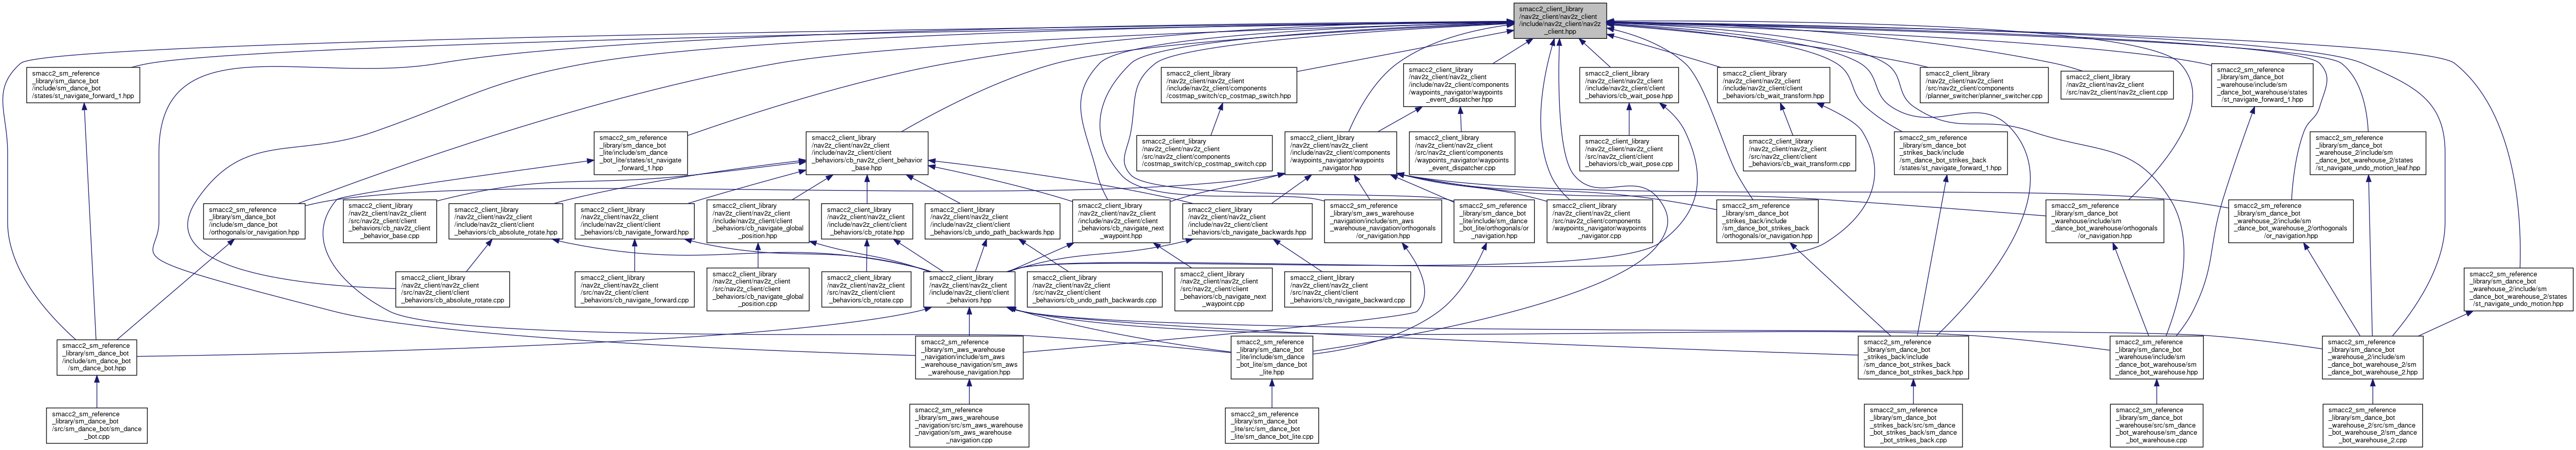 smacc2_client_library
/nav2z_client/nav2z_client
/include/nav2z_client/nav2z
_client.hpp
smacc2_sm_reference
_library/sm_dance_bot
/include/sm_dance_bot
/states/st_navigate_forward_1.hpp
smacc2_client_library
/nav2z_client/nav2z_client
/include/nav2z_client/components
/costmap_switch/cp_costmap_switch.hpp
smacc2_client_library
/nav2z_client/nav2z_client
/include/nav2z_client/components
/waypoints_navigator/waypoints
_event_dispatcher.hpp
smacc2_client_library
/nav2z_client/nav2z_client
/include/nav2z_client/client
_behaviors/cb_wait_pose.hpp
smacc2_client_library
/nav2z_client/nav2z_client
/include/nav2z_client/client
_behaviors/cb_wait_transform.hpp
smacc2_client_library
/nav2z_client/nav2z_client
/src/nav2z_client/components
/planner_switcher/planner_switcher.cpp
smacc2_client_library
/nav2z_client/nav2z_client
/src/nav2z_client/nav2z_client.cpp
smacc2_sm_reference
_library/sm_dance_bot
_warehouse/include/sm
_dance_bot_warehouse/states
/st_navigate_forward_1.hpp
smacc2_sm_reference
_library/sm_dance_bot
_lite/include/sm_dance
_bot_lite/states/st_navigate
_forward_1.hpp
smacc2_client_library
/nav2z_client/nav2z_client
/include/nav2z_client/client
_behaviors/cb_nav2z_client_behavior
_base.hpp
smacc2_client_library
/nav2z_client/nav2z_client
/src/nav2z_client/components
/costmap_switch/cp_costmap_switch.cpp
smacc2_client_library
/nav2z_client/nav2z_client
/include/nav2z_client/components
/waypoints_navigator/waypoints
_navigator.hpp
smacc2_client_library
/nav2z_client/nav2z_client
/src/nav2z_client/components
/waypoints_navigator/waypoints
_event_dispatcher.cpp
smacc2_client_library
/nav2z_client/nav2z_client
/src/nav2z_client/client
_behaviors/cb_wait_pose.cpp
smacc2_client_library
/nav2z_client/nav2z_client
/src/nav2z_client/client
_behaviors/cb_wait_transform.cpp
smacc2_sm_reference
_library/sm_dance_bot
_strikes_back/include
/sm_dance_bot_strikes_back
/states/st_navigate_forward_1.hpp
smacc2_sm_reference
_library/sm_dance_bot
_warehouse_2/include/sm
_dance_bot_warehouse_2/states
/st_navigate_undo_motion_leaf.hpp
smacc2_sm_reference
_library/sm_dance_bot
/include/sm_dance_bot
/orthogonals/or_navigation.hpp
smacc2_client_library
/nav2z_client/nav2z_client
/src/nav2z_client/client
_behaviors/cb_nav2z_client
_behavior_base.cpp
smacc2_client_library
/nav2z_client/nav2z_client
/include/nav2z_client/client
_behaviors/cb_absolute_rotate.hpp
smacc2_client_library
/nav2z_client/nav2z_client
/include/nav2z_client/client
_behaviors/cb_navigate_forward.hpp
smacc2_client_library
/nav2z_client/nav2z_client
/include/nav2z_client/client
_behaviors/cb_navigate_global
_position.hpp
smacc2_client_library
/nav2z_client/nav2z_client
/include/nav2z_client/client
_behaviors/cb_rotate.hpp
smacc2_client_library
/nav2z_client/nav2z_client
/include/nav2z_client/client
_behaviors/cb_undo_path_backwards.hpp
smacc2_client_library
/nav2z_client/nav2z_client
/include/nav2z_client/client
_behaviors/cb_navigate_next
_waypoint.hpp
smacc2_client_library
/nav2z_client/nav2z_client
/include/nav2z_client/client
_behaviors/cb_navigate_backwards.hpp
smacc2_sm_reference
_library/sm_aws_warehouse
_navigation/include/sm_aws
_warehouse_navigation/orthogonals
/or_navigation.hpp
smacc2_sm_reference
_library/sm_dance_bot
_lite/include/sm_dance
_bot_lite/orthogonals/or
_navigation.hpp
smacc2_client_library
/nav2z_client/nav2z_client
/src/nav2z_client/components
/waypoints_navigator/waypoints
_navigator.cpp
smacc2_sm_reference
_library/sm_dance_bot
_strikes_back/include
/sm_dance_bot_strikes_back
/orthogonals/or_navigation.hpp
smacc2_sm_reference
_library/sm_dance_bot
_warehouse/include/sm
_dance_bot_warehouse/orthogonals
/or_navigation.hpp
smacc2_sm_reference
_library/sm_dance_bot
_warehouse_2/include/sm
_dance_bot_warehouse_2/orthogonals
/or_navigation.hpp
smacc2_client_library
/nav2z_client/nav2z_client
/src/nav2z_client/client
_behaviors/cb_absolute_rotate.cpp
smacc2_client_library
/nav2z_client/nav2z_client
/src/nav2z_client/client
_behaviors/cb_navigate_forward.cpp
smacc2_client_library
/nav2z_client/nav2z_client
/src/nav2z_client/client
_behaviors/cb_navigate_global
_position.cpp
smacc2_client_library
/nav2z_client/nav2z_client
/src/nav2z_client/client
_behaviors/cb_rotate.cpp
smacc2_client_library
/nav2z_client/nav2z_client
/include/nav2z_client/client
_behaviors.hpp
smacc2_client_library
/nav2z_client/nav2z_client
/src/nav2z_client/client
_behaviors/cb_undo_path_backwards.cpp
smacc2_client_library
/nav2z_client/nav2z_client
/src/nav2z_client/client
_behaviors/cb_navigate_next
_waypoint.cpp
smacc2_client_library
/nav2z_client/nav2z_client
/src/nav2z_client/client
_behaviors/cb_navigate_backward.cpp
smacc2_sm_reference
_library/sm_dance_bot
_warehouse_2/include/sm
_dance_bot_warehouse_2/states
/st_navigate_undo_motion.hpp
smacc2_sm_reference
_library/sm_dance_bot
/include/sm_dance_bot
/sm_dance_bot.hpp
smacc2_sm_reference
_library/sm_aws_warehouse
_navigation/include/sm_aws
_warehouse_navigation/sm_aws
_warehouse_navigation.hpp
smacc2_sm_reference
_library/sm_dance_bot
_lite/include/sm_dance
_bot_lite/sm_dance_bot
_lite.hpp
smacc2_sm_reference
_library/sm_dance_bot
_strikes_back/include
/sm_dance_bot_strikes_back
/sm_dance_bot_strikes_back.hpp
smacc2_sm_reference
_library/sm_dance_bot
_warehouse/include/sm
_dance_bot_warehouse/sm
_dance_bot_warehouse.hpp
smacc2_sm_reference
_library/sm_dance_bot
_warehouse_2/include/sm
_dance_bot_warehouse_2/sm
_dance_bot_warehouse_2.hpp
smacc2_sm_reference
_library/sm_dance_bot
/src/sm_dance_bot/sm_dance
_bot.cpp
smacc2_sm_reference
_library/sm_aws_warehouse
_navigation/src/sm_aws_warehouse
_navigation/sm_aws_warehouse
_navigation.cpp
smacc2_sm_reference
_library/sm_dance_bot
_lite/src/sm_dance_bot
_lite/sm_dance_bot_lite.cpp
smacc2_sm_reference
_library/sm_dance_bot
_strikes_back/src/sm_dance
_bot_strikes_back/sm_dance
_bot_strikes_back.cpp
smacc2_sm_reference
_library/sm_dance_bot
_warehouse/src/sm_dance
_bot_warehouse/sm_dance
_bot_warehouse.cpp
smacc2_sm_reference
_library/sm_dance_bot
_warehouse_2/src/sm_dance
_bot_warehouse_2/sm_dance
_bot_warehouse_2.cpp